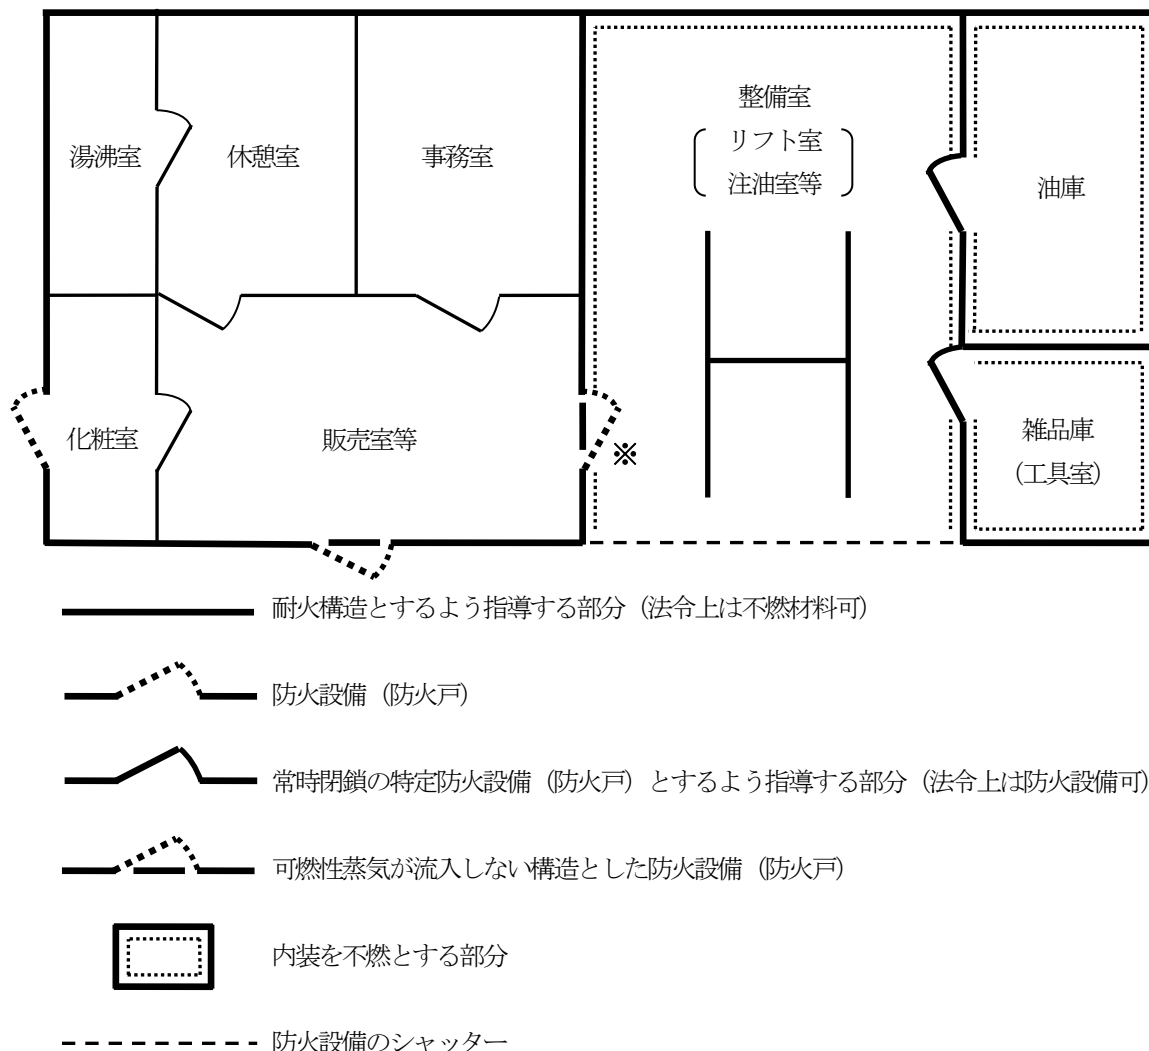 湯沸室
休憩室
事務室
整備室
リフト室
注油室等
油庫
化粧室
販売室等
※
雑品庫
(工具室)
耐火構造とするよう指導する部分(法令上は不燃材料可)
防火設備(防火戸)
常時閉鎖の特定防火設備(防火戸)とするよう指導する部分(法令上は防火設備可)
可燃性蒸気が流入しない構造とした防火設備(防火戸)
内装を不燃とする部分
防火設備のシャッター